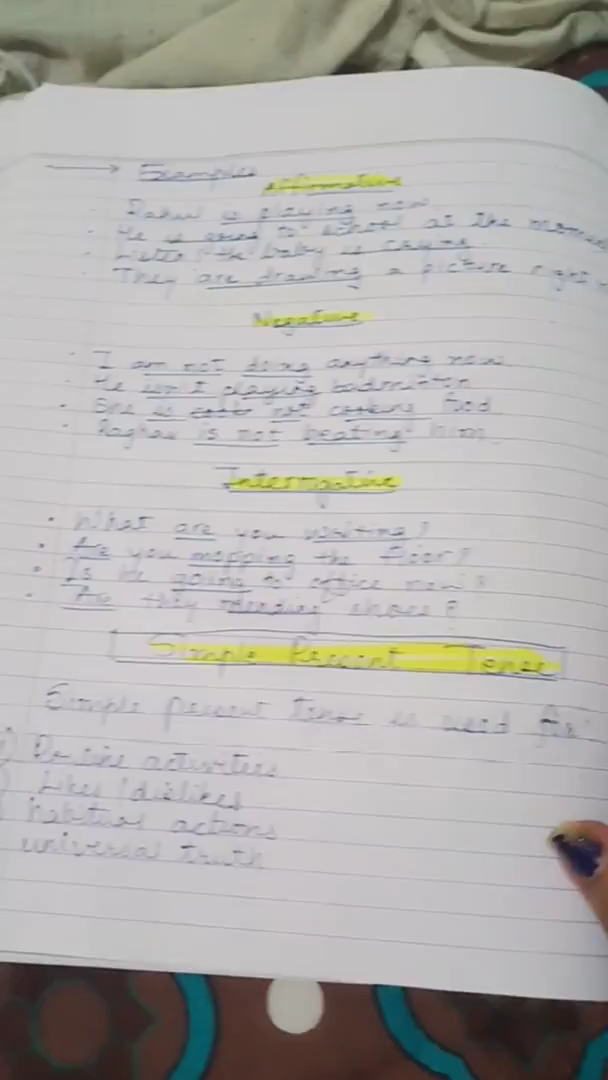 → Examples
Affirmative
· Rahul is playing now
· He is going to school at the
· Listen! the baby is crying
· They are drawing a picture right
Negative
· I am not doing anything now
· He isn't playing badminton
· She is not cooking food
· Raghav is not beating him
Interrogative
· What are you writing?
· Are you mopping the floor?
· Is he going to office now?
· Are they shoes?
Simple Present Tense
Simple present tense is used for
activities
Likes/dislikes
habitual actions
universal truth